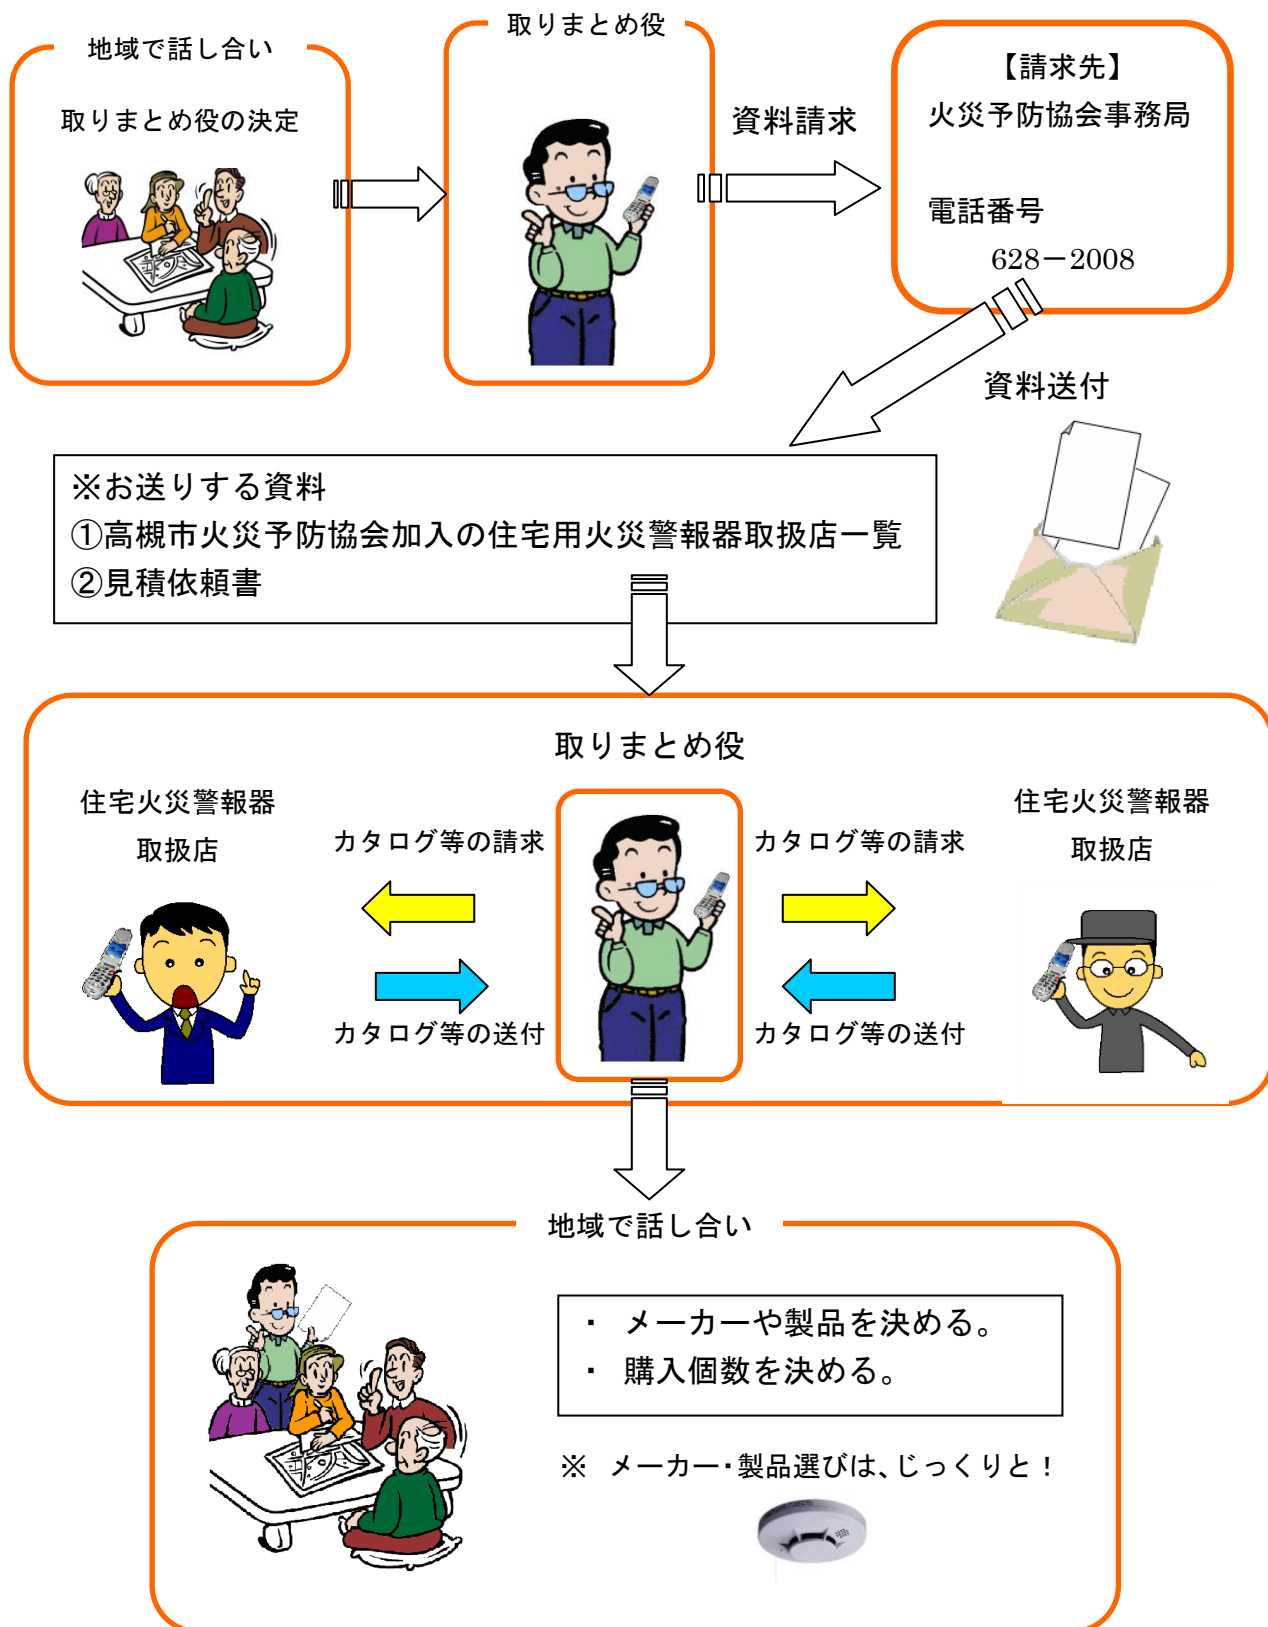 地域で話し合い
取りまとめ役の決定
取りまとめ役
資料請求
【請求先】
火災予防協会事務局
電話番号
628－2008
資料送付
※お送りする資料
①高槻市火災予防協会加入の住宅用火災警報器取扱店一覧
②見積依頼書
取りまとめ役
住宅火災警報器
取扱店
カタログ等の請求
カタログ等の送付
カタログ等の請求
カタログ等の送付
住宅火災警報器
取扱店
地域で話し合い
・ メーカーや製品を決める。
・ 購入個数を決める。
※ メーカー・製品選びは、じっくりと！